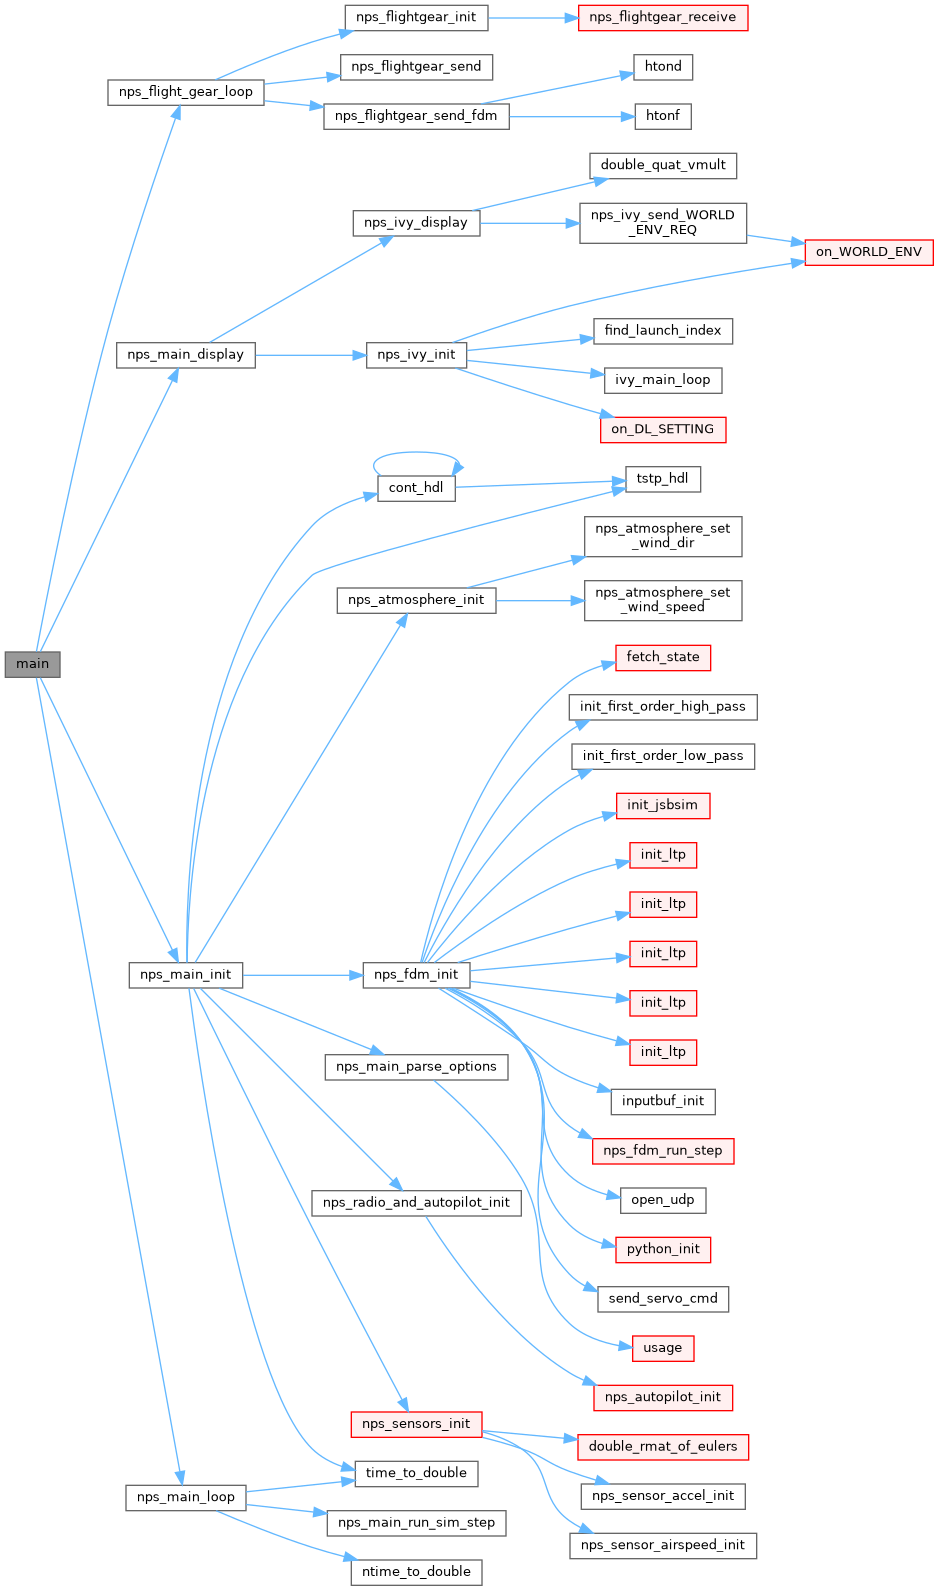 nps_flightgear_init
nps_flightgear_receive
nps_flightgear_send
htond
nps_flight_gear_loop
nps_flightgear_send_fdm
htonf
double_quat_vmult
nps_ivy_display
nps_ivy_send_WORLD
_ENV_REQ
on_WORLD_ENV
find_launch_index
nps_main_display
nps_ivy_init
ivy_main_loop
on_DL_SETTING
cont_hdl
tstp_hdl
nps_atmosphere_set
_wind_dir
nps_atmosphere_init
nps_atmosphere_set
_wind_speed
main
fetch_state
init_first_order_high_pass
init_first_order_low_pass
init_jsbsim
init_ltp
init_ltp
init_ltp
nps_main_init
nps_fdm_init
init_ltp
init_ltp
nps_main_parse_options
inputbuf_init
nps_fdm_run_step
nps_radio_and_autopilot_init
open_udp
python_init
send_servo_cmd
usage
nps_autopilot_init
nps_sensors_init
double_rmat_of_eulers
time_to_double
nps_main_loop
nps_sensor_accel_init
nps_main_run_sim_step
nps_sensor_airspeed_init
ntime_to_double